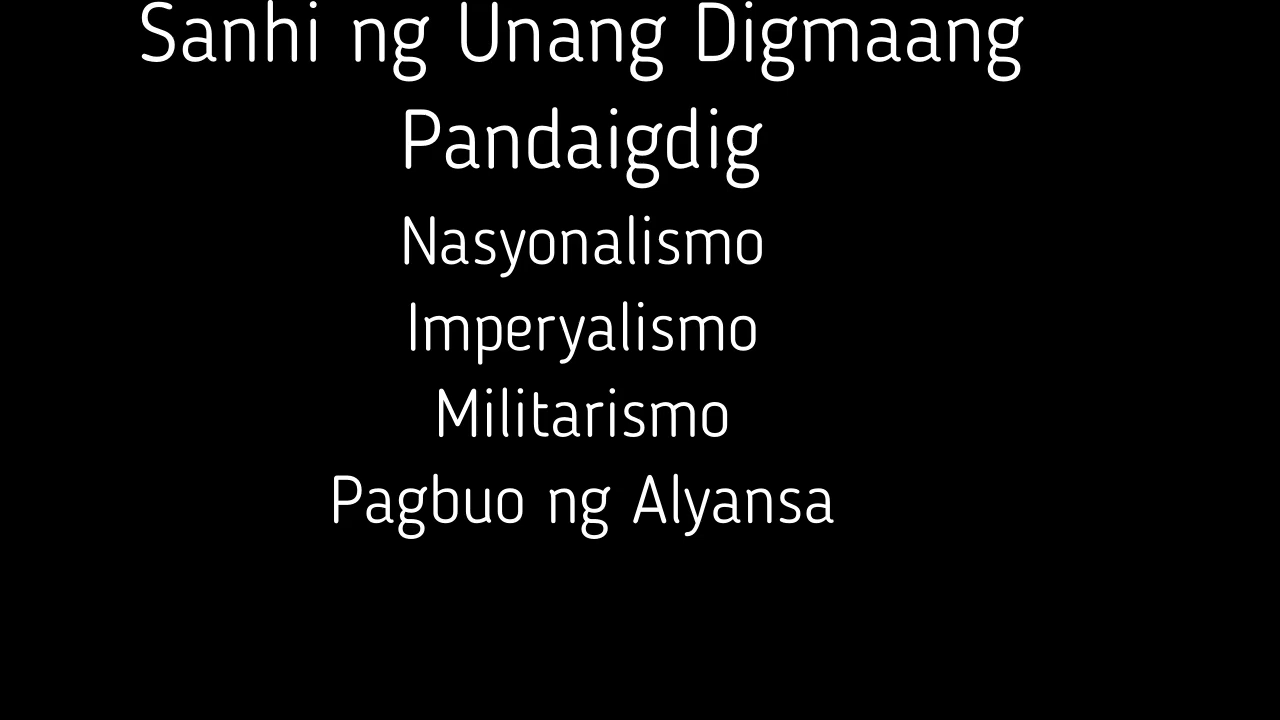 Sanhi ng Unang Digmaang
Pandaigdig
Nasyonalismo
Imperyalismo
Militarismo
Pagbuo ng Alyansa